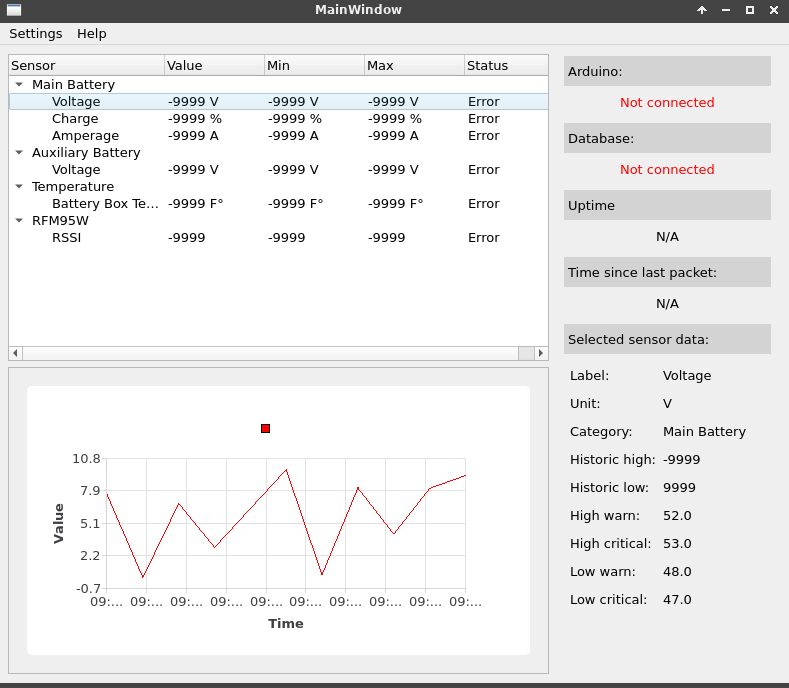 MainWindow
Settings Help
Sensor Value Min Max Status
Main Battery
Voltage -9999 V -9999 V -9999 V Error
Charge -9999 % -9999 % -9999 % Error
Amperage -9999 A -9999 A -9999 A Error
Auxiliary Battery
Voltage -9999 V -9999 V -9999 V Error
Temperature
Battery Box Te... -9999 F° -9999 F° -9999 F° Error
RFM95W
RSSI -9999 -9999 -9999 Error
10.8
7.9
5.1
2.2
-0.7
Value
09:... 09:... 09:... 09:... 09:... 09:... 09:... 09:... 09:... 09:...
Time
Arduino:
Not connected
Database:
Not connected
Uptime
N/A
Time since last packet:
N/A
Selected sensor data:
Label: Voltage
Unit: V
Category: Main Battery
Historic high: -9999
Historic low: 9999
High warn: 52.0
High critical: 53.0
Low warn: 48.0
Low critical: 47.0